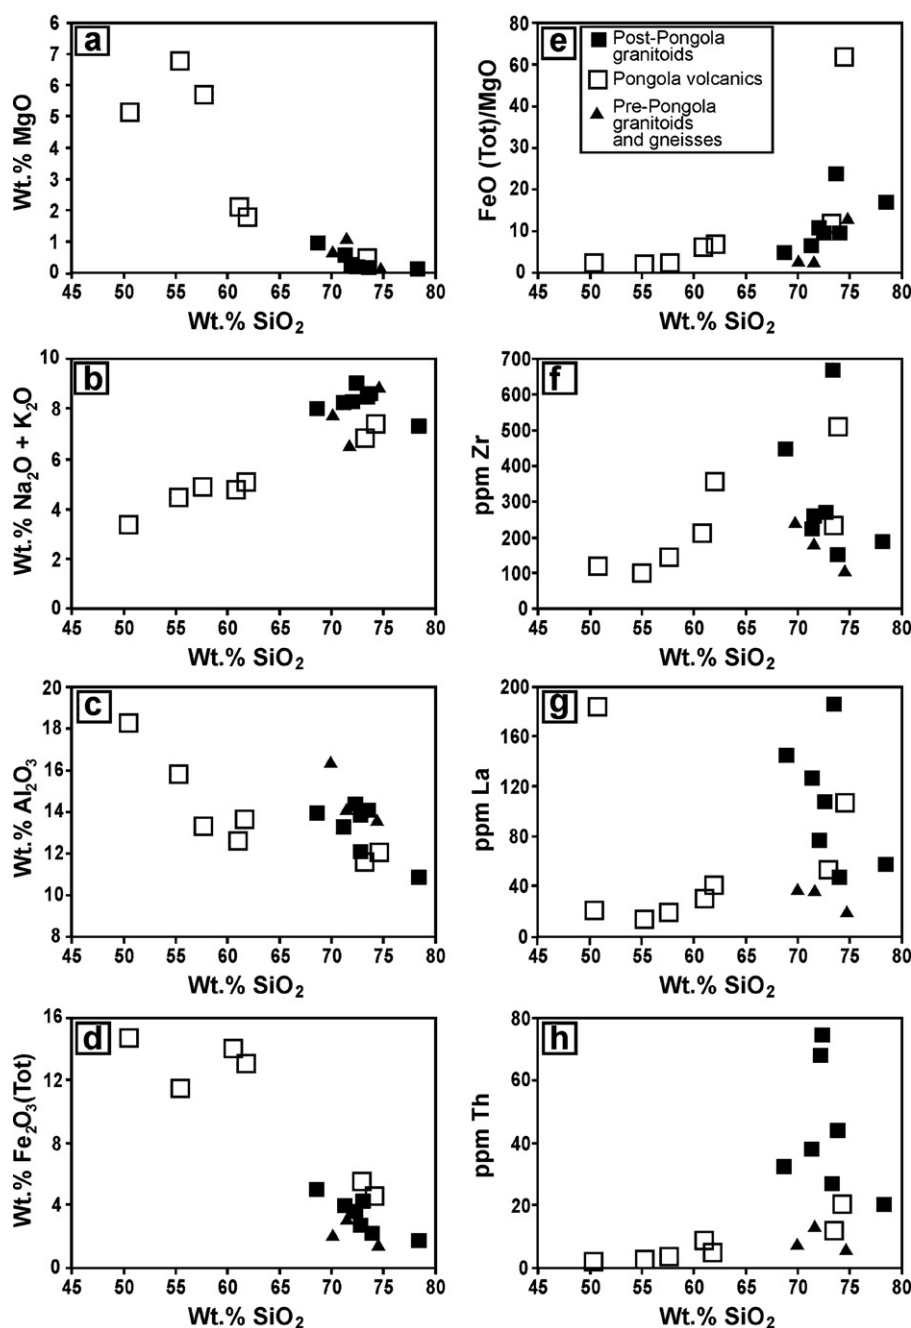 a
6
7
6
5
4
3
2
1
0
Wt.% MgO
45 50 55 60 65 70 75 80
Wt.% SiO₂
e
Post-Pongola
granitoids
Pongola volcanics
Pre-Pongola
granitoids
and gneisses
60
40
30
20
10
0
FeO (Tot)/MgO
45 50 55 60 65 70 75 80
Wt.% SiO₂
b
10
8
6
4
2
0
Wt.% Na₂O + K₂O
45 50 55 60 65 70 75 80
Wt.% SiO₂
f
700
600
500
400
300
200
100
ppm Zr
45 50 55 60 65 70 75 80
Wt.% SiO₂
c
20
18
16
14
12
10
8
Wt.% Al₂O₃
45 50 55 60 65 70 75 80
Wt.% SiO₂
g
200
160
120
80
40
0
ppm La
45 50 55 60 65 70 75 80
Wt.% SiO₂
d
16
12
8
4
0
Wt.% Fe₂O₃(Tot)
45 50 55 60 65 70 75 80
Wt.% SiO₂
h
80
60
40
20
0
ppm Th
45 50 55 60 65 70 75 80
Wt.% SiO₂